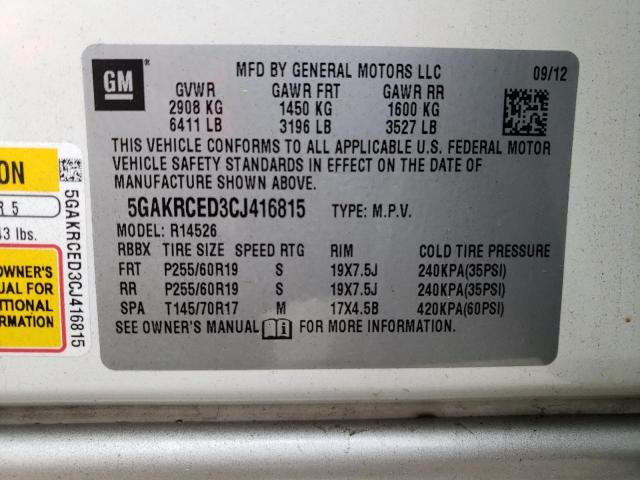 GM
MFD BY GENERAL MOTORS LLC 09/12
GVWR GAWR FRT GAWR RR
2908 KG 1450 KG 1600 KG
6411 LB 3196 LB 3527 LB
THIS VEHICLE CONFORMS TO ALL APPLICABLE U.S. FEDERAL MOTOR
VEHICLE SAFETY STANDARDS IN EFFECT ON THE DATE OF
MANUFACTURE SHOWN ABOVE.
5GAKRCED3CJ416815 TYPE: M.P.V.
MODEL: R14526
RBBX TIRE SIZE SPEED RTG RIM COLD TIRE PRESSURE
FRT P255/60R19 S 19X7.5J 240KPA(35PSI)
RR P255/60R19 S 19X7.5J 240KPA(35PSI)
SPA T145/70R17 M 17X4.5B 420KPA(60PSI)
SEE OWNER'S MANUAL i FOR MORE INFORMATION.
ON
R 5
43 lbs.
OWNER'S
UAL FOR
ITIONAL
RMATION
5GAKRCED3CJ416815